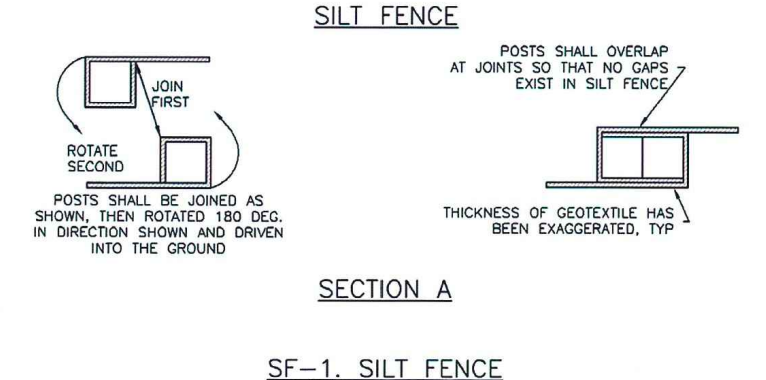 SILT FENCE
JOIN
FIRST
ROTATE
SECOND
POSTS SHALL BE JOINED AS
SHOWN, THEN ROTATED 180 DEG.
IN DIRECTION SHOWN AND DRIVEN
INTO THE GROUND
POSTS SHALL OVERLAP
AT JOINTS SO THAT NO GAPS
EXIST IN SILT FENCE
THICKNESS OF GEOTEXTILE HAS
BEEN EXAGGERATED, TYP
SECTION A
SF-1. SILT FENCE